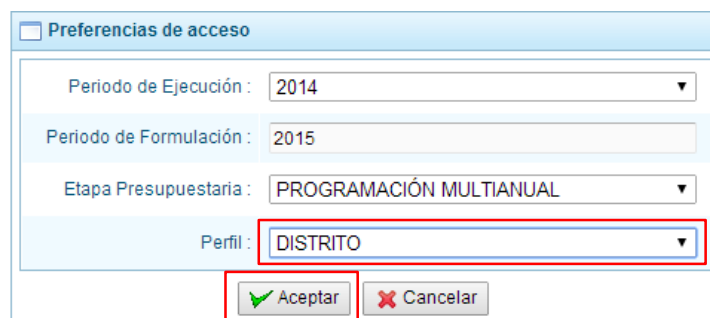 Preferencias de acceso
Periodo de Ejecución : 2014
Periodo de Formulación : 2015
Etapa Presupuestaria : PROGRAMACIÓN MULTIANUAL
Perfil : DISTRITO
Aceptar Cancelar